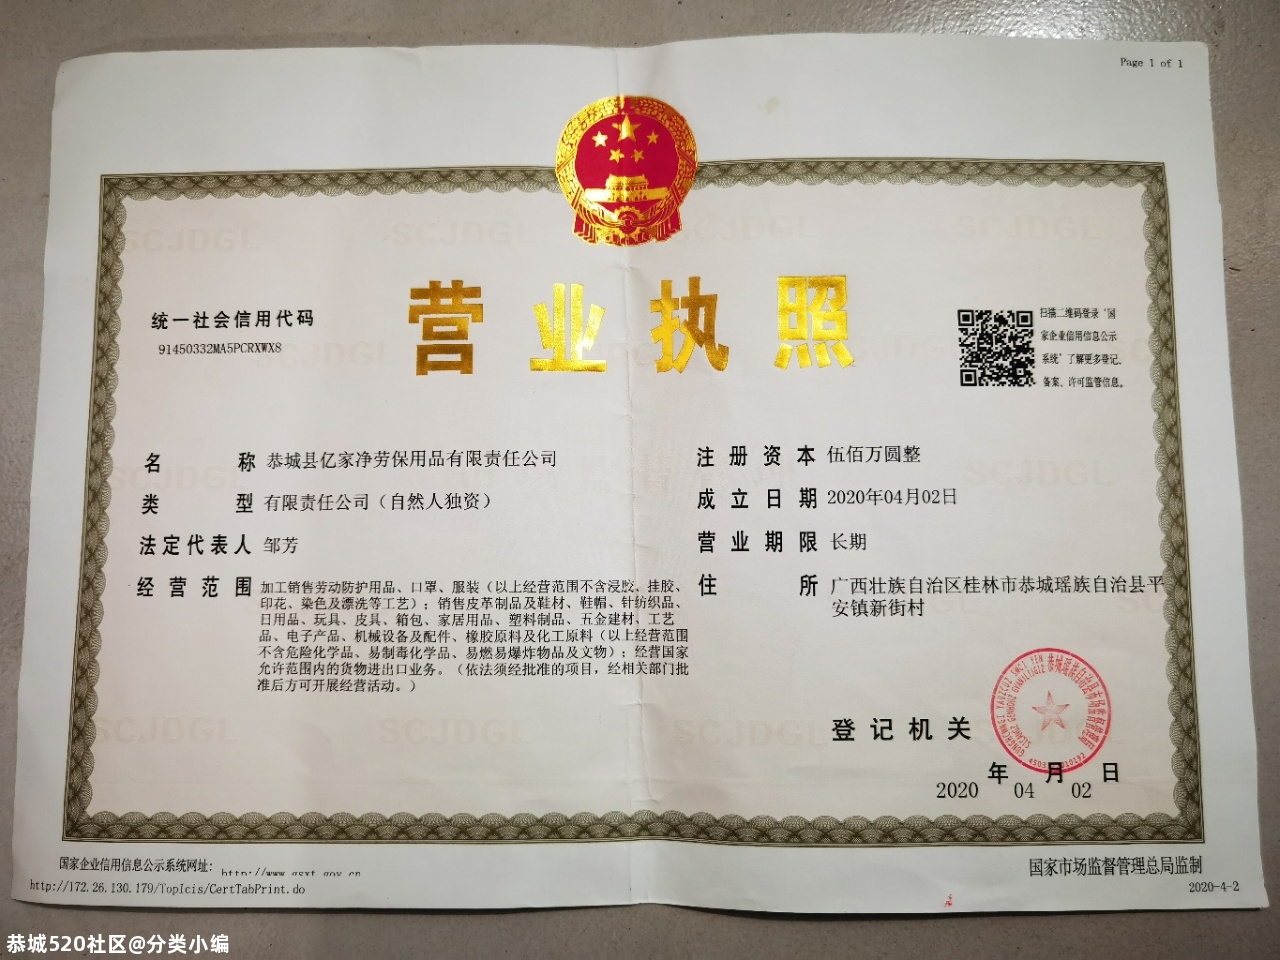 Page 1 of 1
营业执照
统一社会信用代码
91450332MA5PCRXWX8
扫描二维码登录“国
家企业信用信息公示
系统”了解更多登记、
备案、许可监管信息。
名称 恭城县亿家净劳保用品有限责任公司
类型 有限责任公司（自然人独资）
法定代表人 邹芳
经营范围 加工销售劳动防护用品、口罩、服装（以上经营范围不含浸胶、挂胶、
印花、染色及漂洗等工艺）；销售皮革制品及鞋材、鞋帽、针纺织品、
日用品、玩具、皮具、箱包、家居用品、塑料制品、五金建材、工艺
品、电子产品、机械设备及配件、橡胶原料及化工原料（以上经营范围
不含危险化学品、易制毒化学品、易燃易爆炸物品及文物）；经营国家
允许范围内的货物进出口业务。（依法须经批准的项目，经相关部门批
准后方可开展经营活动。）
注册资本 伍佰万圆整
成立日期 2020年04月02日
营业期限 长期
住所 广西壮族自治区桂林市恭城瑶族自治县平
安镇新街村
登记机关
2020年04月02日
国家企业信用信息公示系统网址: http://www.gsxt.gov.cn
http://172.26.130.179/TopIcis/CertTabPrint.do
国家市场监督管理总局监制
2020-4-2
恭城520社区@分类小编